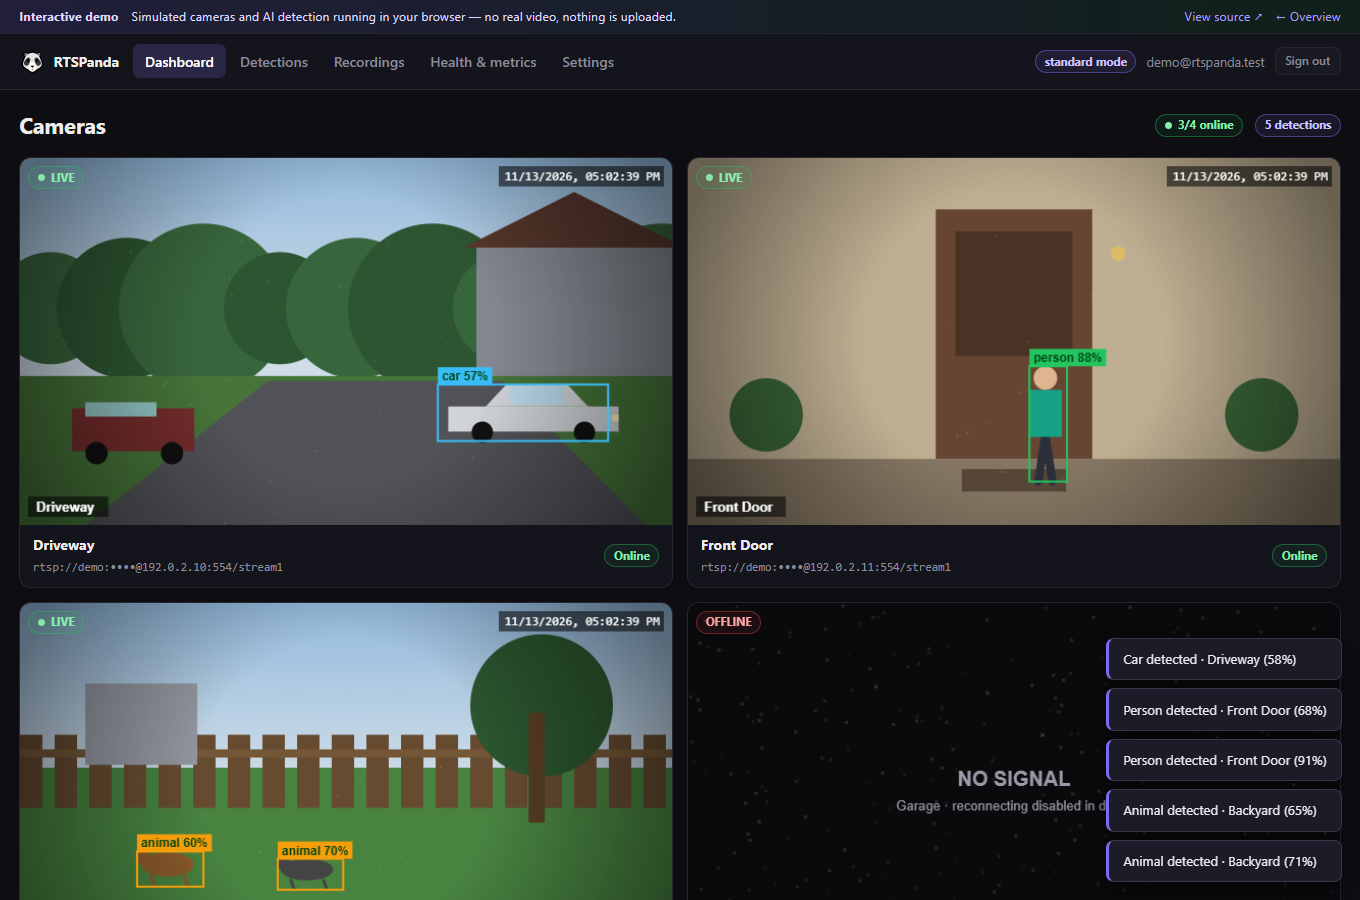 Interactive demo Simulated cameras and AI detection running in your browser — no real video, nothing is uploaded. View source ↗ ← Overview
RTSPanda Dashboard Detections Recordings Health & metrics Settings standard mode demo@rtspanda.test Sign out
Cameras 3/4 online 5 detections
LIVE 11/13/2026, 05:02:39 PM
car 57%
Driveway
Driveway
rtsp://demo:••••@192.0.2.10:554/stream1
Online
LIVE 11/13/2026, 05:02:39 PM
person 88%
Front Door
Front Door
rtsp://demo:••••@192.0.2.11:554/stream1
Online
LIVE 11/13/2026, 05:02:39 PM
animal 60%
animal 70%
OFFLINE
NO SIGNAL
Garage · reconnecting disabled in d
Car detected · Driveway (58%)
Person detected · Front Door (68%)
Person detected · Front Door (91%)
Animal detected · Backyard (65%)
Animal detected · Backyard (71%)